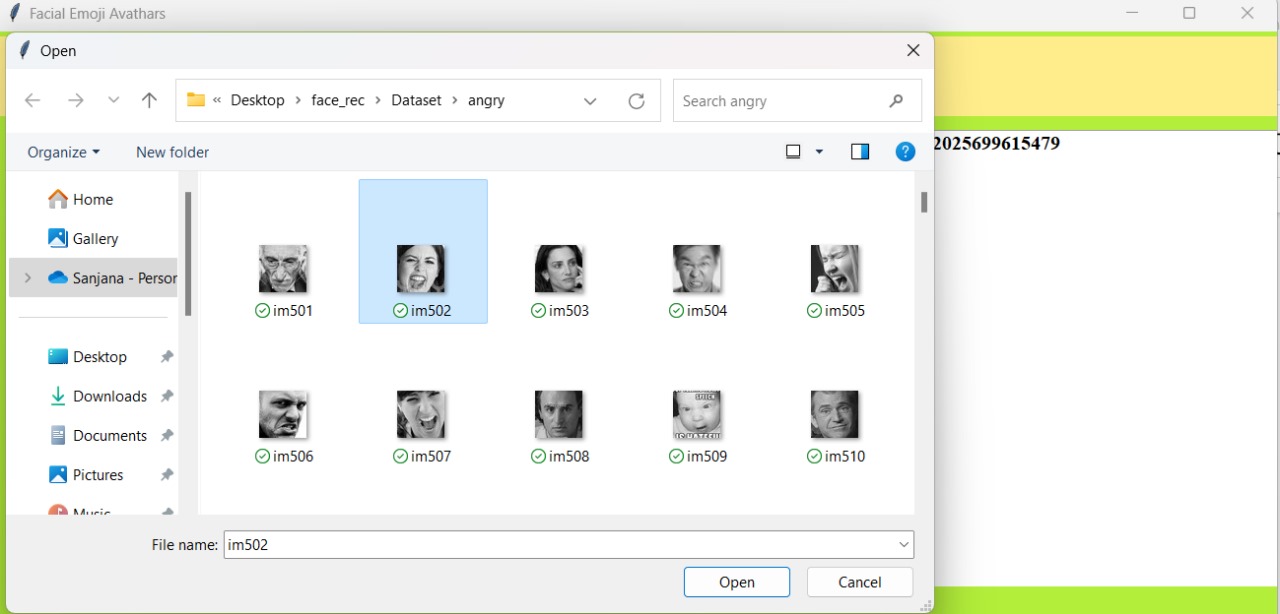 Facial Emoji Avathars
Open
« Desktop > face_rec > Dataset > angry
Search angry
Organize
New folder
2025699615479
Home
Gallery
Sanjana - Persor
im501
im502
im503
im504
im505
Desktop
Downloads
Documents
Pictures
Music
im506
im507
im508
im509
im510
File name: im502
Open
Cancel